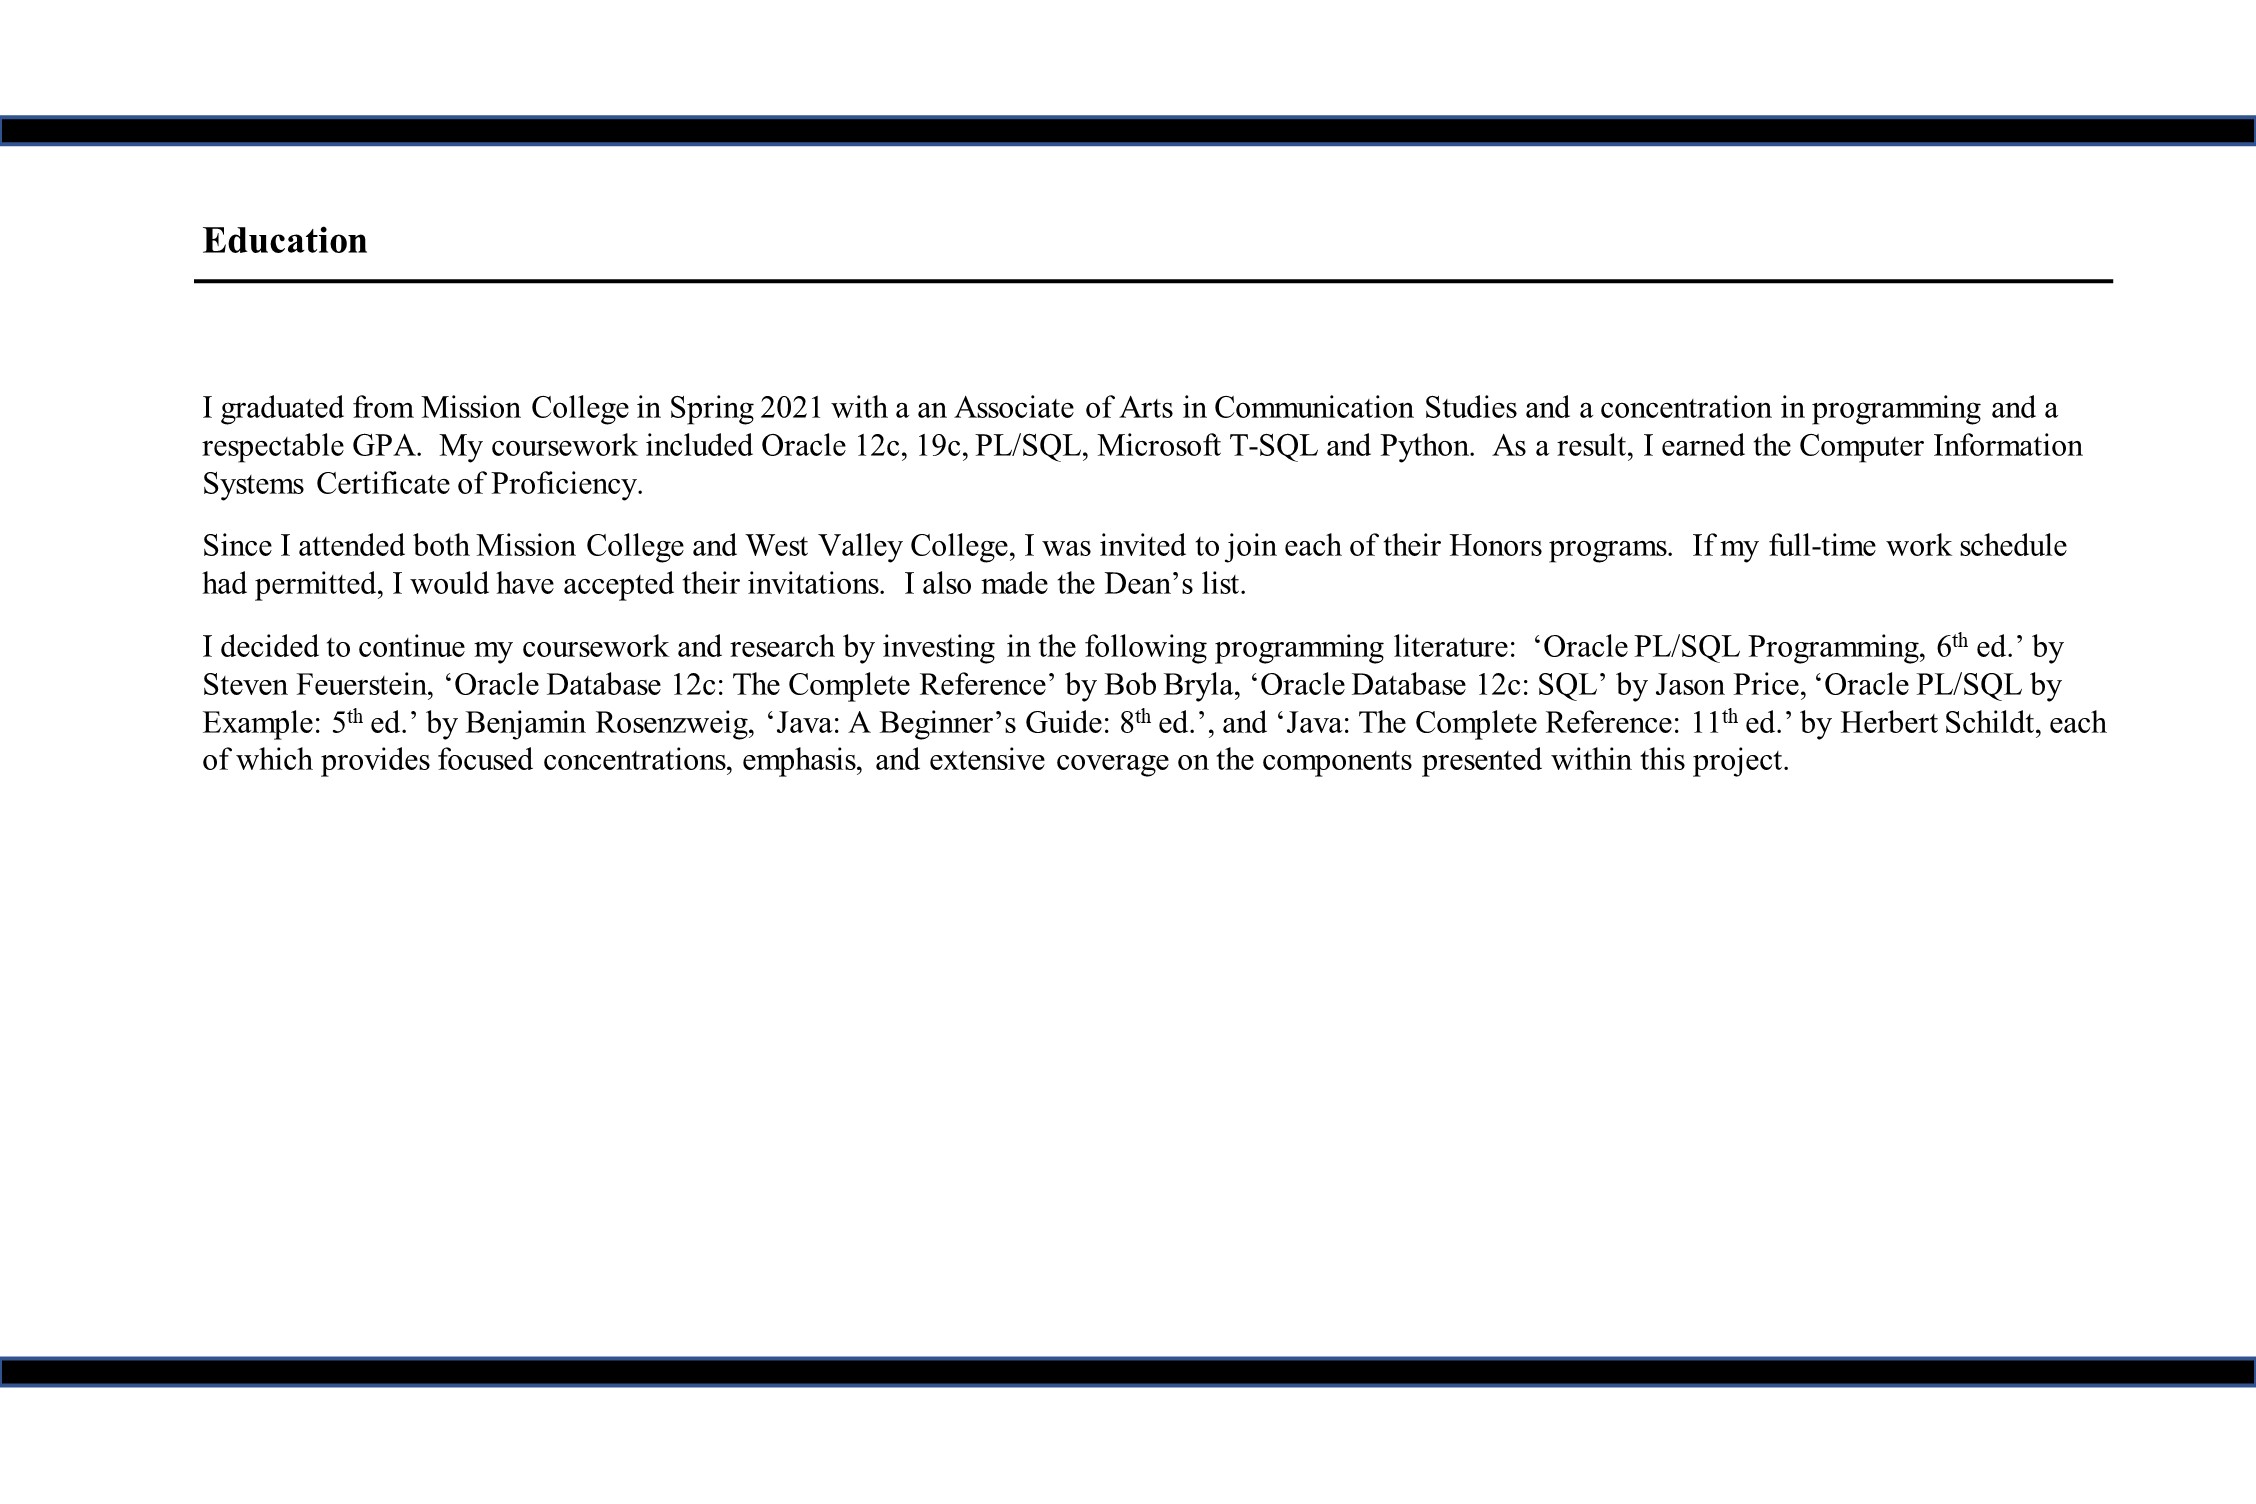 Education
I graduated from Mission College in Spring 2021 with a an Associate of Arts in Communication Studies and a concentration in programming and a
respectable GPA.  My coursework included Oracle 12c, 19c, PL/SQL, Microsoft T-SQL and Python.  As a result, I earned the Computer Information
Systems Certificate of Proficiency.
Since I attended both Mission College and West Valley College, I was invited to join each of their Honors programs.  If my full-time work schedule
had permitted, I would have accepted their invitations.  I also made the Dean’s list.
I decided to continue my coursework and research by investing in the following programming literature:  ‘Oracle PL/SQL Programming, 6th ed.’ by
Steven Feuerstein, ‘Oracle Database 12c: The Complete Reference’ by Bob Bryla, ‘Oracle Database 12c: SQL’ by Jason Price, ‘Oracle PL/SQL by
Example: 5th ed.’ by Benjamin Rosenzweig, ‘Java: A Beginner’s Guide: 8th ed.’, and ‘Java: The Complete Reference: 11th ed.’ by Herbert Schildt, each
of which provides focused concentrations, emphasis, and extensive coverage on the components presented within this project.